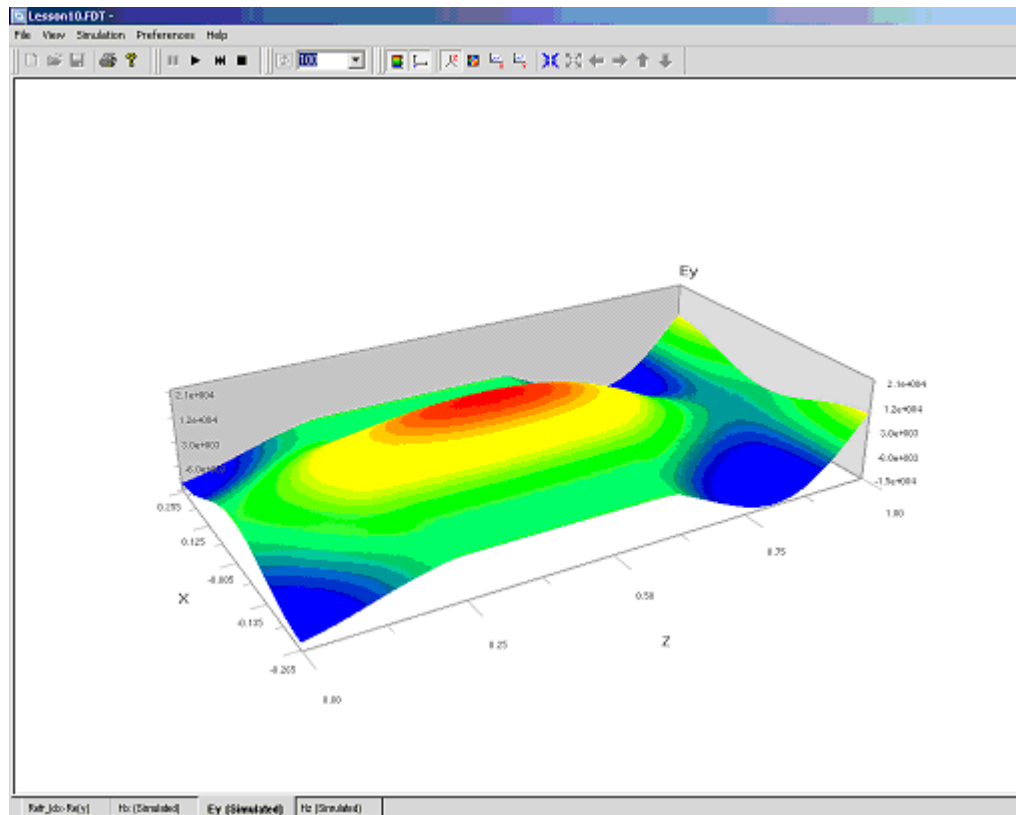 Lesson10.FDT -
File View Simulation Preferences Help
100
Ey
2.1e+004
1.2e+004
3.0e+003
-6.0e+003
2.1e+004
1.2e+004
3.0e+003
-6.0e+003
-1.5e+004
0.255
0.125
-0.005
-0.135
-0.265
X
0.00
0.25
0.50
0.75
1.00
Z
Hx (Simulated) Ey (Simulated) Hz (Simulated)